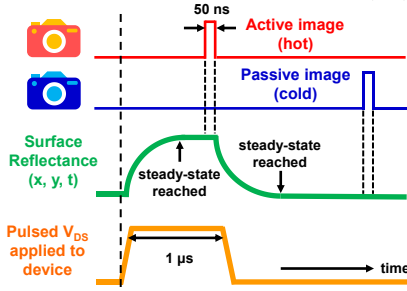 50 ns
Active image
(hot)
Passive image
(cold)
Surface
Reflectance
(x, y, t)
steady-state
reached
steady-state
reached
Pulsed V_DS
applied to
device
1 µs
time